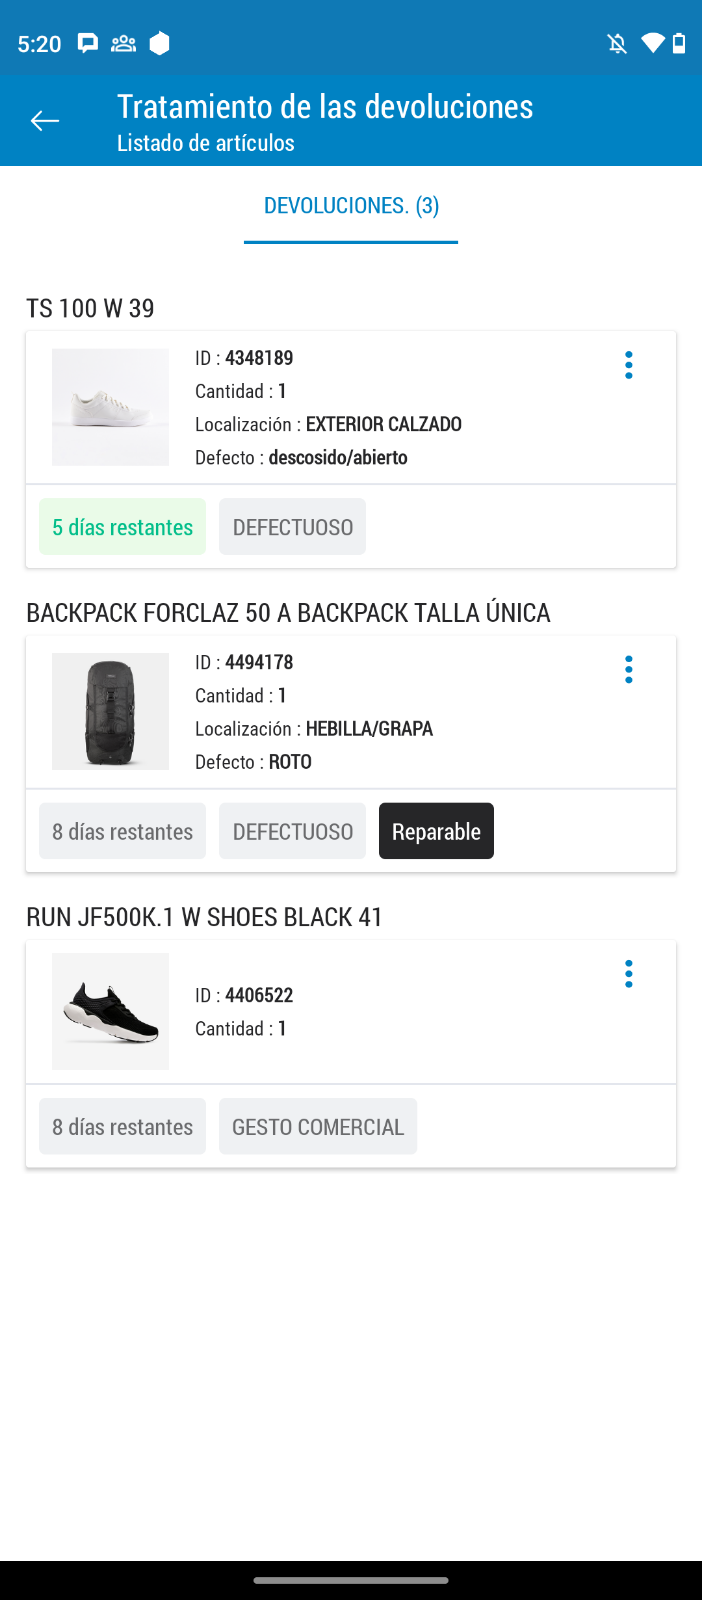 5:20
Tratamiento de las devoluciones
Listado de artículos
DEVOLUCIONES. (3)
TS 100 W 39
ID : 4348189
Cantidad : 1
Localización : EXTERIOR CALZADO
Defecto : descosido/abierto
5 días restantes DEFECTUOSO
BACKPACK FORCLAZ 50 A BACKPACK TALLA ÚNICA
ID : 4494178
Cantidad : 1
Localización : HEBILLA/GRAPA
Defecto : ROTO
8 días restantes DEFECTUOSO Reparable
RUN JF500K.1 W SHOES BLACK 41
ID : 4406522
Cantidad : 1
8 días restantes GESTO COMERCIAL